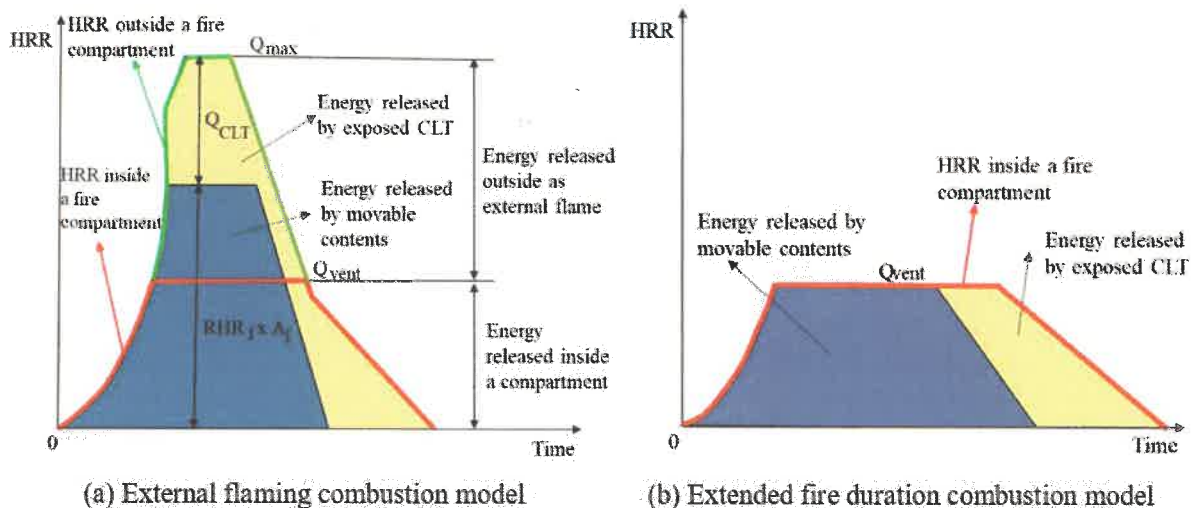 HRR
HRR outside a fire
compartment
Qmax
QCLT
Energy released
by exposed CLT
HRR inside
a fire
compartment
Energy released
by movable
contents
Energy released
outside as
external flame
Qvent
RHRf x Af
Energy
released inside
a compartment
0
Time
(a) External flaming combustion model
HRR
HRR inside a fire
compartment
Energy released by
movable contents
Qvent
Energy released
by exposed CLT
0
Time
(b) Extended fire duration combustion model